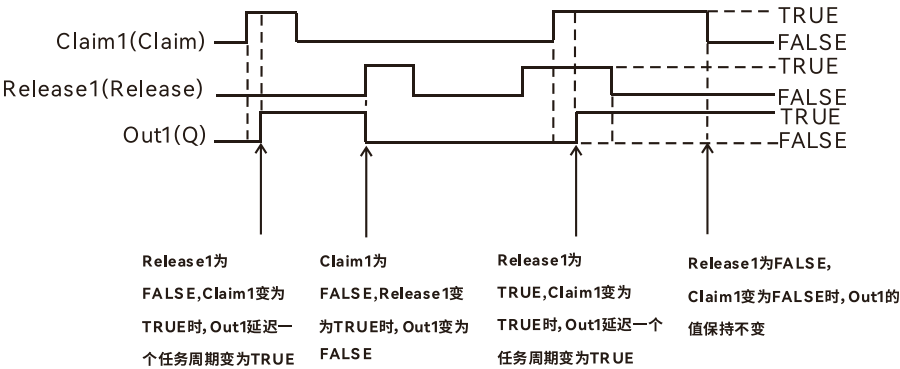 Claim1(Claim)
TRUE
FALSE
Release1(Release)
TRUE
FALSE
Out1(Q)
TRUE
FALSE
Release1为
FALSE,Claim1变为
TRUE时, Out1延迟一
个任务周期变为TRUE
Claim1为
FALSE,Release1变
为TRUE时, Out1变为
FALSE
Release1为
TRUE,Claim1变为
TRUE时, Out1延迟一个
任务周期变为TRUE
Release1为FALSE,
Claim1变为FALSE时, Out1的
值保持不变